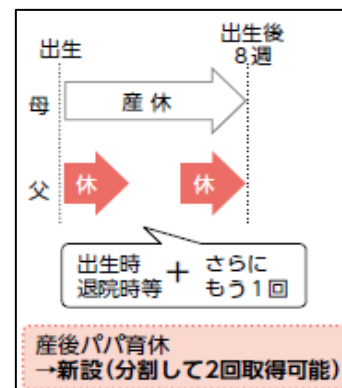 出生
出生後
8週
母
産休
父
休
休
出生時
退院時等
+
さらに
もう1回
産後パパ育休
→新設(分割して2回取得可能)